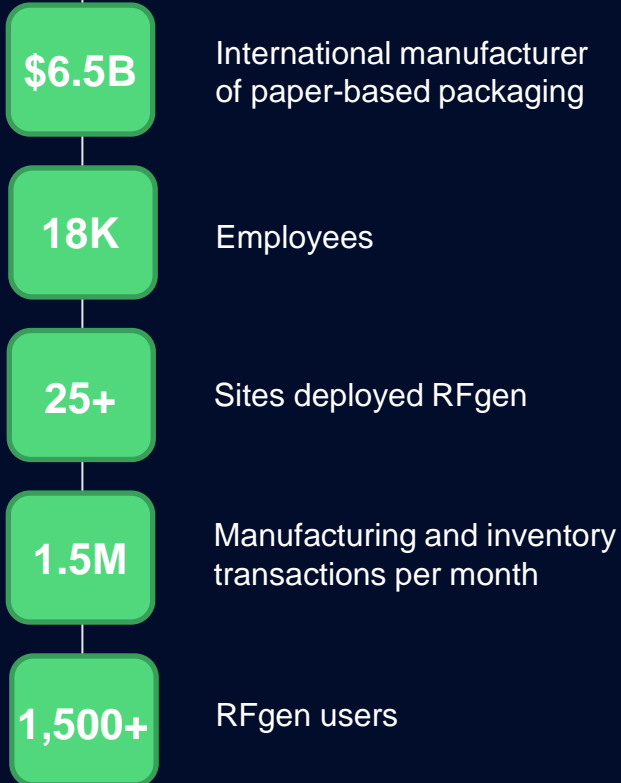 $6.5B
International manufacturer
of paper-based packaging
18K
Employees
25+
Sites deployed RFgen
1.5M
Manufacturing and inventory
transactions per month
1,500+
RFgen users